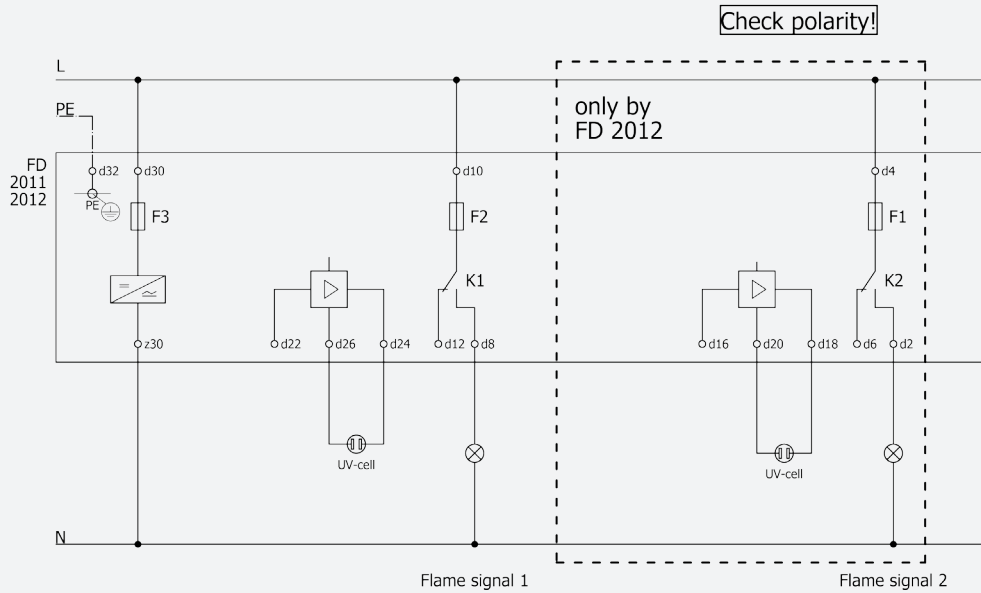 Check polarity!
L
only by
FD 2012
PE
FD
2011
2012
d32
d30
d10
d4
PE
F3
F2
F1
K1
K2
z30
d22
d26
d24
d12
d8
d16
d20
d18
d6
d2
UV-cell
UV-cell
N
Flame signal 1
Flame signal 2